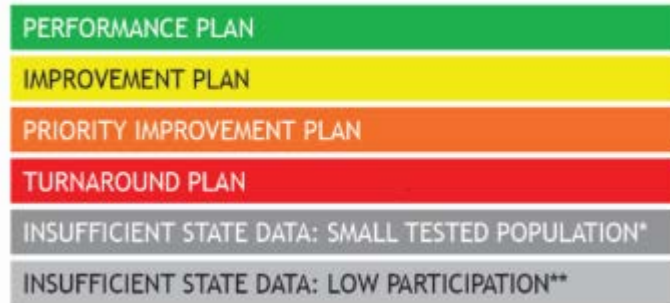 PERFORMANCE PLAN
IMPROVEMENT PLAN
PRIORITY IMPROVEMENT PLAN
TURNAROUND PLAN
INSUFFICIENT STATE DATA: SMALL TESTED POPULATION*
INSUFFICIENT STATE DATA: LOW PARTICIPATION**